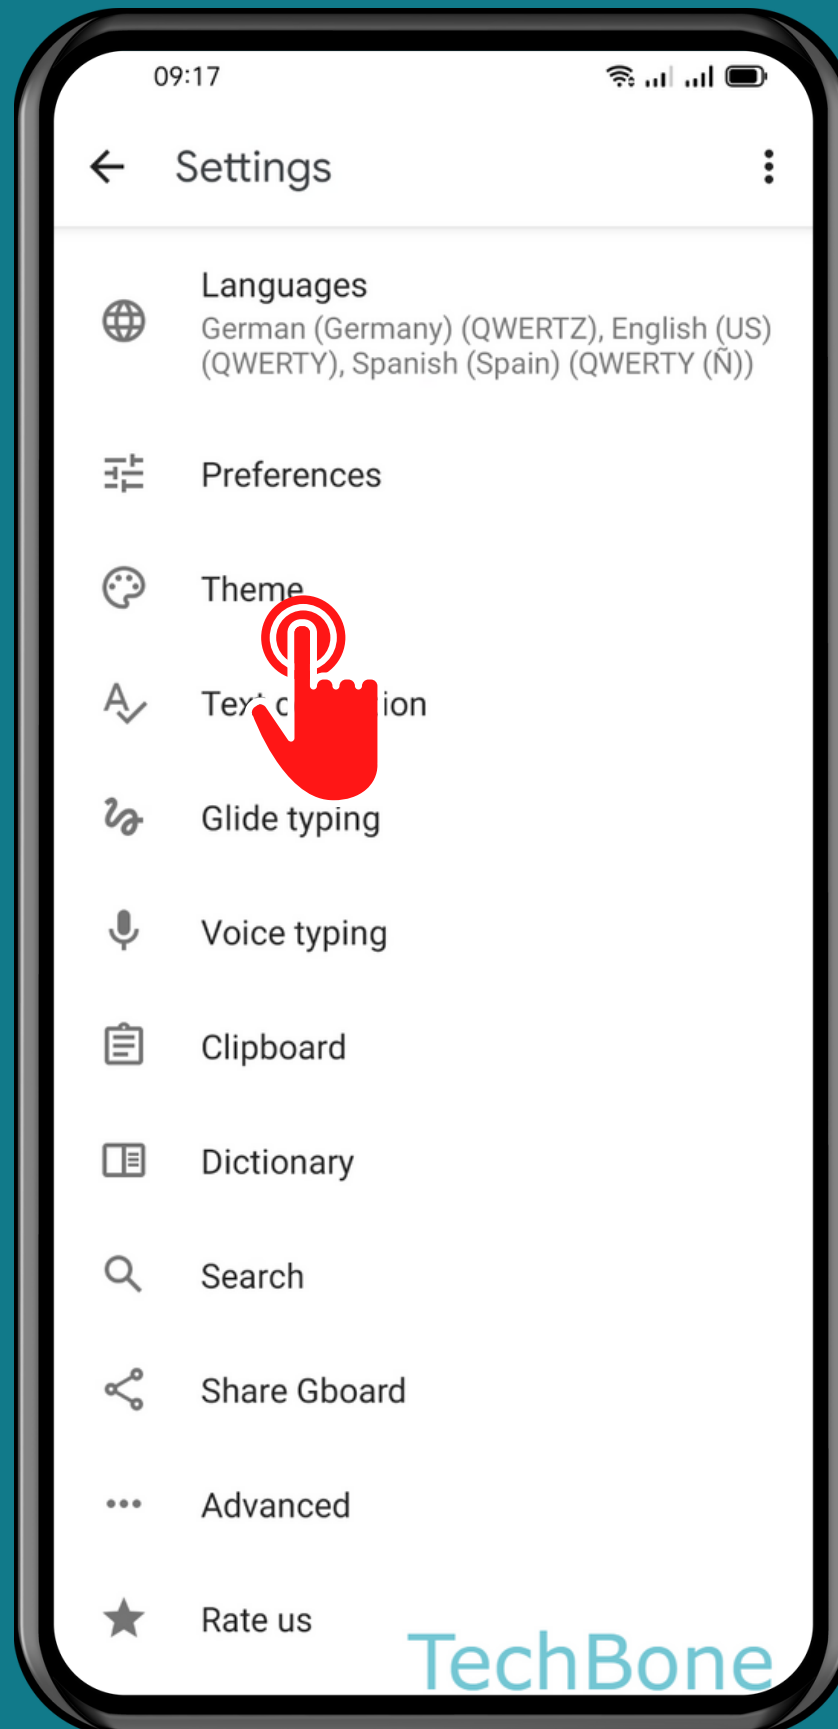 09:17
Settings
Languages
German (Germany) (QWERTZ), English (US)
(QWERTY), Spanish (Spain) (QWERTY (Ñ))
Preferences
Theme
Text
Glide typing
Voice typing
Clipboard
Dictionary
Search
Share Gboard
Advanced
Rate us
TechBone